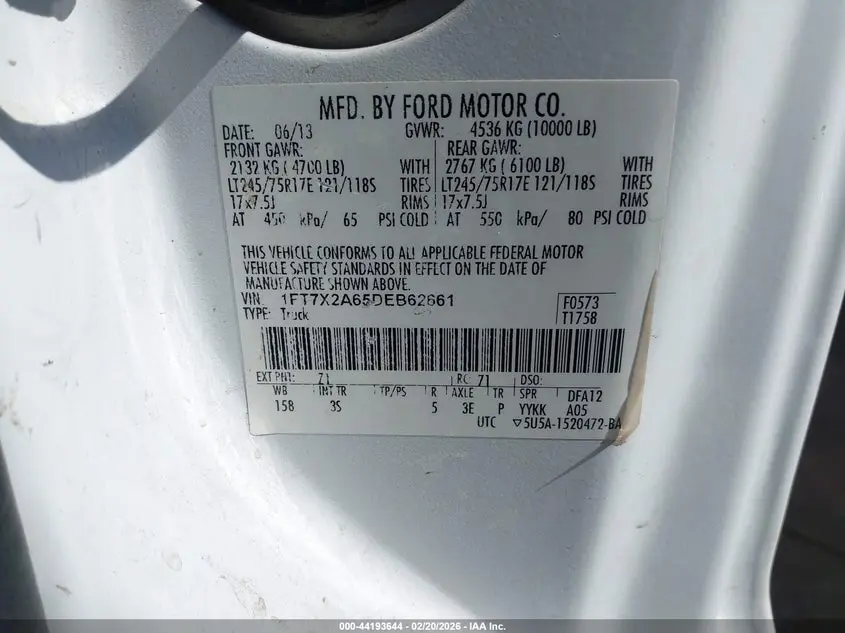 MFD. BY FORD MOTOR CO.
DATE: 06/13 GVWR: 4536 KG (10000 LB)
FRONT GAWR: REAR GAWR:
2132 KG ( 4700 LB) WITH 2767 KG ( 6100 LB) WITH
LT245/75R17E 121/118S TIRES LT245/75R17E 121/118S TIRES
17x7.5J RIMS 17x7.5J RIMS
AT 450 kPa/ 65 PSI COLD AT 550 kPa/ 80 PSI COLD
THIS VEHICLE CONFORMS TO ALL APPLICABLE FEDERAL MOTOR
VEHICLE SAFETY STANDARDS IN EFFECT ON THE DATE OF
MANUFACTURE SHOWN ABOVE.
VIN: 1FT7X2A65DEB62661 F0573
TYPE: Truck T1758
EXT PNT: Z1 RC: 71 DSO:
WB INT TR TP/PS R AXLE TR SPR DFA12
158 3S 5 3E P YYKK A05
UTC ▽5U5A-1520472-BA
000-44193644 | 02/20/2026 - IAA Inc.